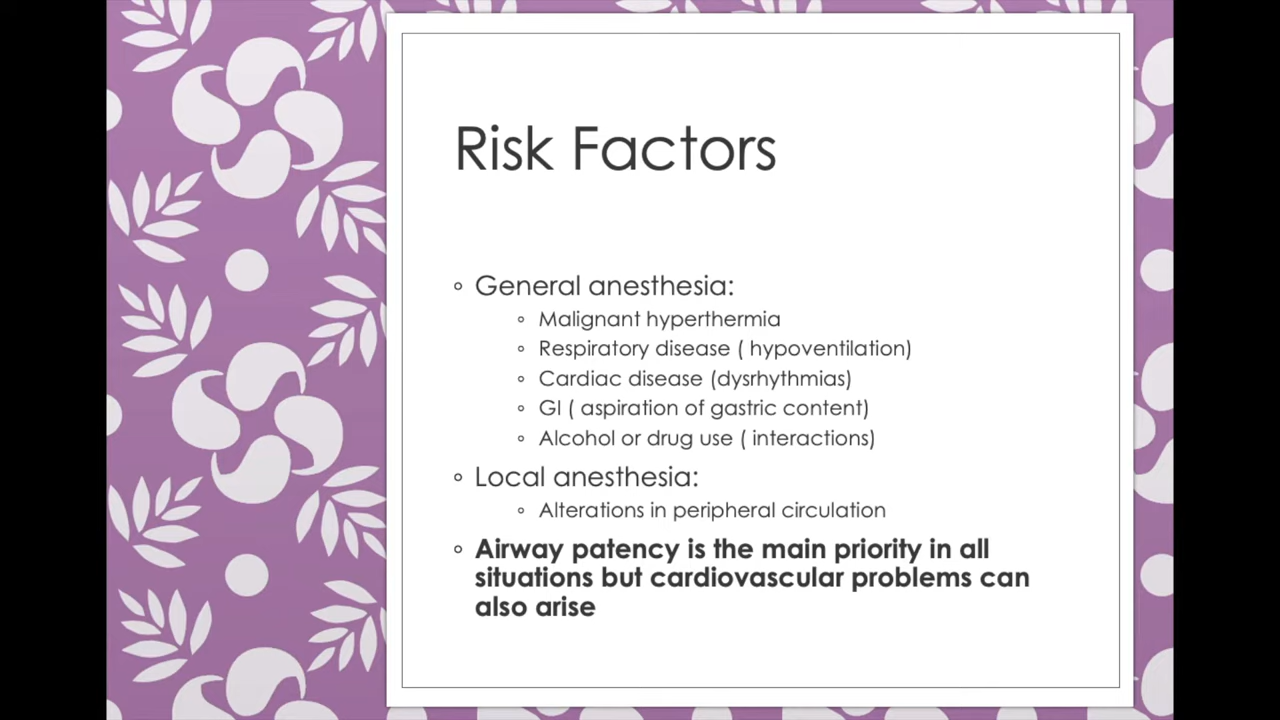 Risk Factors
◦ General anesthesia:
◦ Malignant hyperthermia
◦ Respiratory disease ( hypoventilation)
◦ Cardiac disease (dysrhythmias)
◦ GI ( aspiration of gastric content)
◦ Alcohol or drug use ( interactions)
◦ Local anesthesia:
◦ Alterations in peripheral circulation
◦ Airway patency is the main priority in all
situations but cardiovascular problems can
also arise